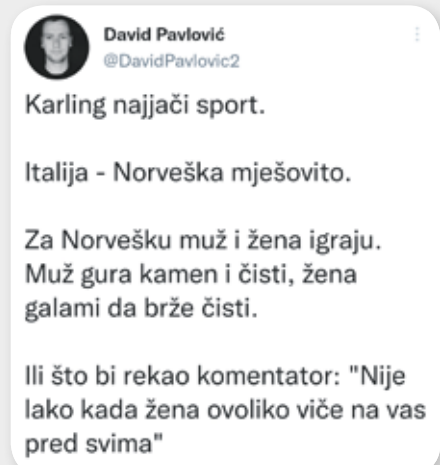 David Pavlović
@DavidPavlovic2
Karling najjači sport.
Italija - Norveška mješovito.
Za Norvešku muž i žena igraju.
Muž gura kamen i čisti, žena
galami da brže čisti.
Ili što bi rekao komentator: "Nije
lako kada žena ovoliko viče na vas
pred svima"